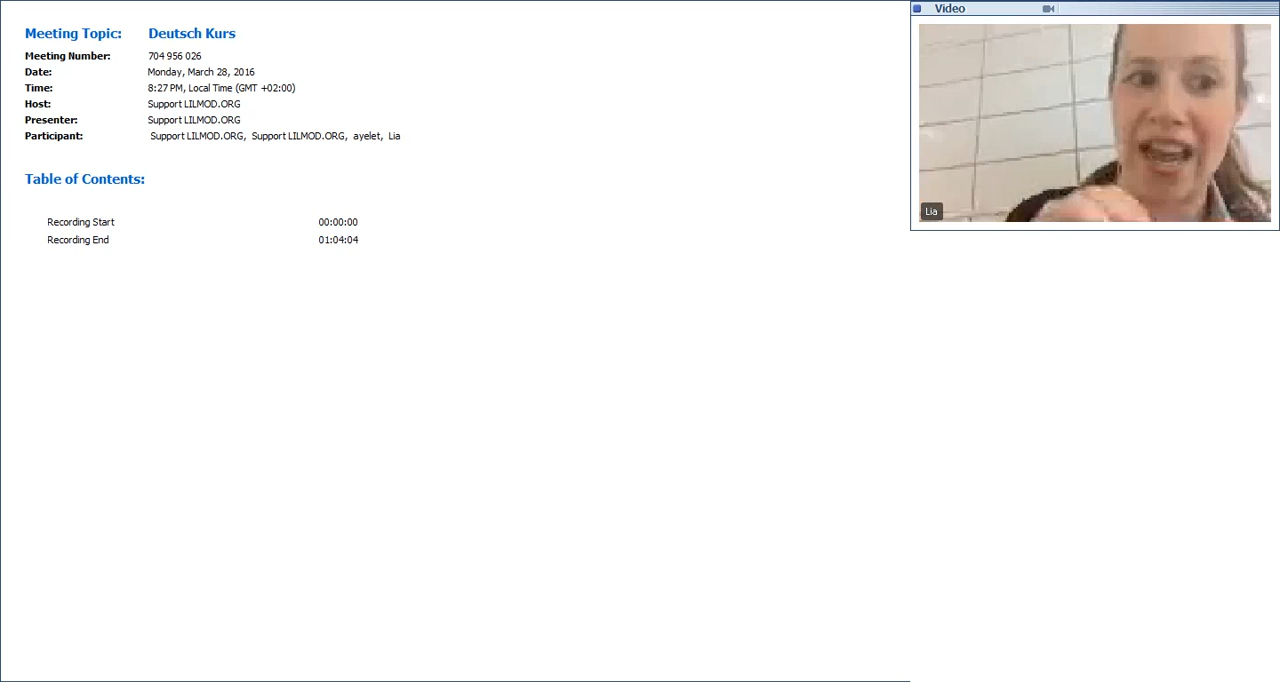 Meeting Topic: Deutsch Kurs
Meeting Number: 704 956 026
Date: Monday, March 28, 2016
Time: 8:27 PM, Local Time (GMT +02:00)
Host: Support LILMOD.ORG
Presenter: Support LILMOD.ORG
Participant: Support LILMOD.ORG, Support LILMOD.ORG, ayelet, Lia
Table of Contents:
Recording Start 00:00:00
Recording End 01:04:04
Video
Lia